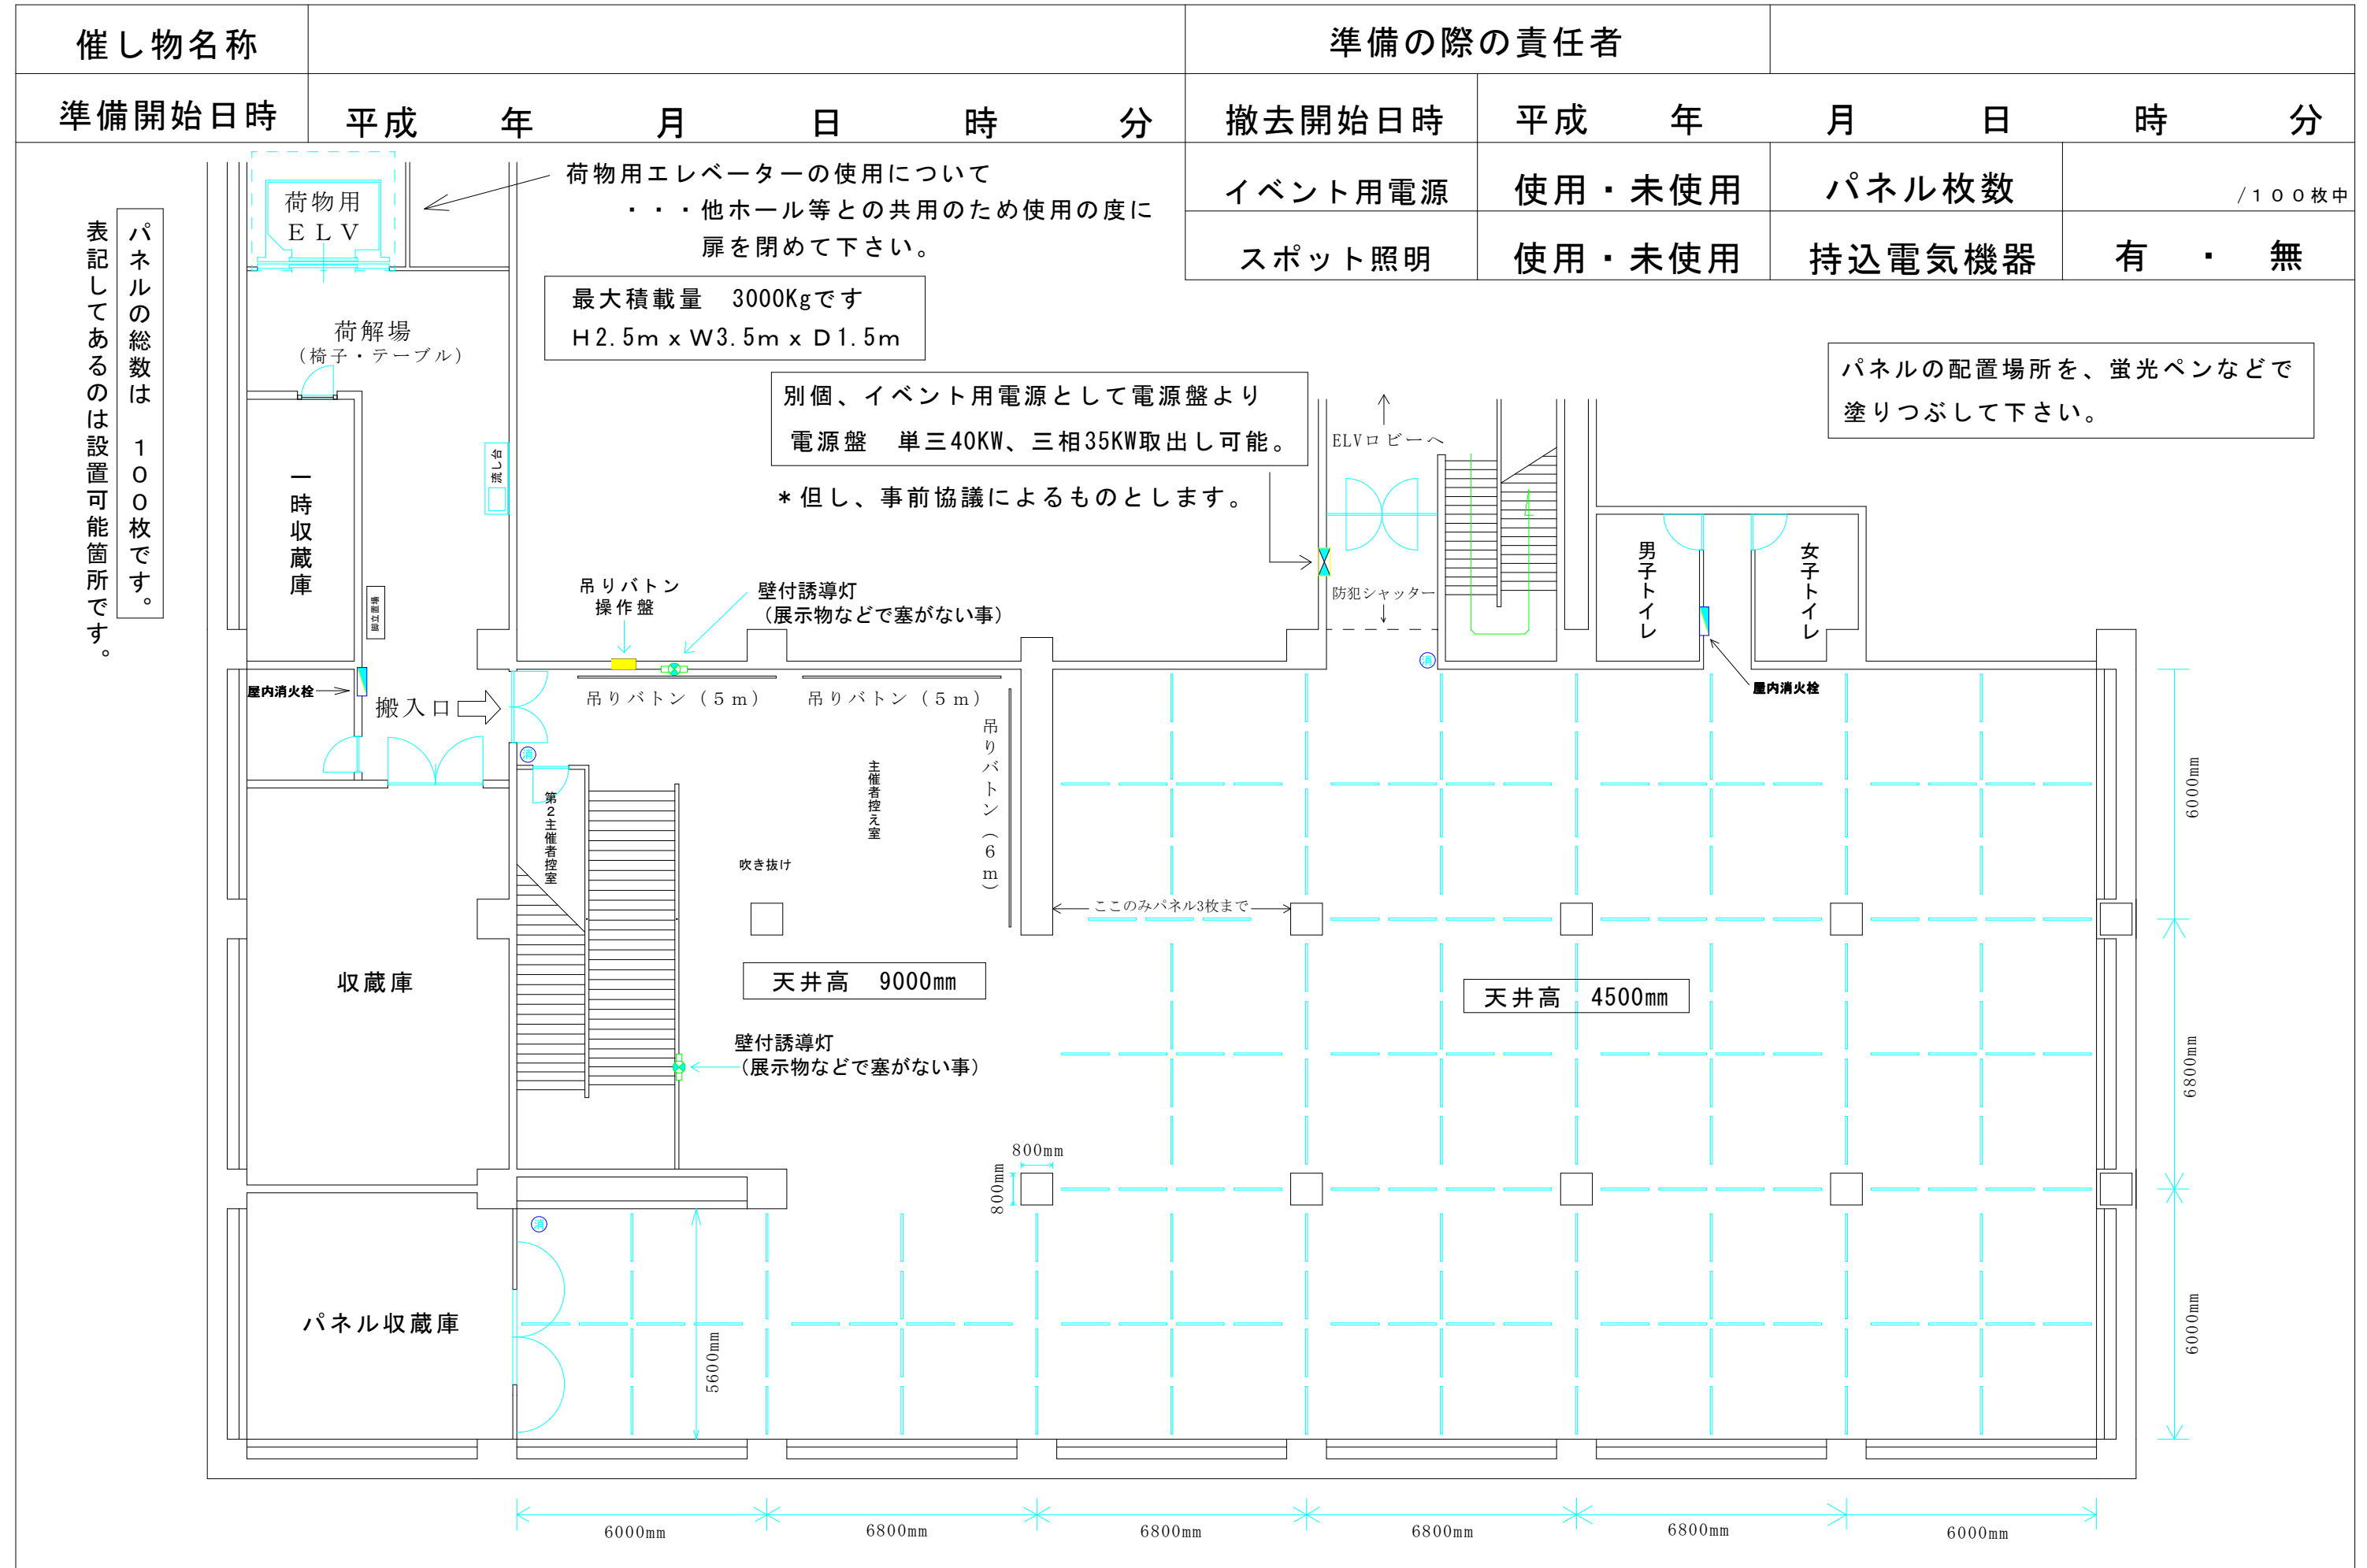 催し物名称
準備の際の責任者
準備開始日時
平成 年 月 日 時 分
撤去開始日時
平成 年 月 日 時 分
イベント用電源
使用・未使用
パネル枚数
/100枚中
スポット照明
使用・未使用
持込電気機器
有 ・ 無
パネルの総数は 100枚です。
表記してあるのは設置可能箇所です。
荷物用
ELV
荷物用エレベーターの使用について
・・・他ホール等との共用のため使用の度に
扉を閉めて下さい。
最大積載量 3000Kgです
H2.5m x W3.5m x D1.5m
荷解場
(椅子・テーブル)
別個、イベント用電源として電源盤より
電源盤 単三40KW、三相35KW取出し可能。
*但し、事前協議によるものとします。
パネルの配置場所を、蛍光ペンなどで
塗りつぶして下さい。
ELVロビーへ
防犯シャッター
一時収蔵庫
流し台
脚立置場
男子トイレ
女子トイレ
吊りバトン
操作盤
壁付誘導灯
(展示物などで塞がない事)
屋内消火栓
屋内消火栓
搬入口
消
消
吊りバトン(5m)
吊りバトン(5m)
吊りバトン(6m)
第2主催者控室
主催者控え室
吹き抜け
ここのみパネル3枚まで
収蔵庫
天井高 9000mm
天井高 4500mm
壁付誘導灯
(展示物などで塞がない事)
800mm
800mm
消
パネル収蔵庫
5600mm
6000mm
6800mm
6000mm
6000mm
6800mm
6800mm
6800mm
6800mm
6000mm